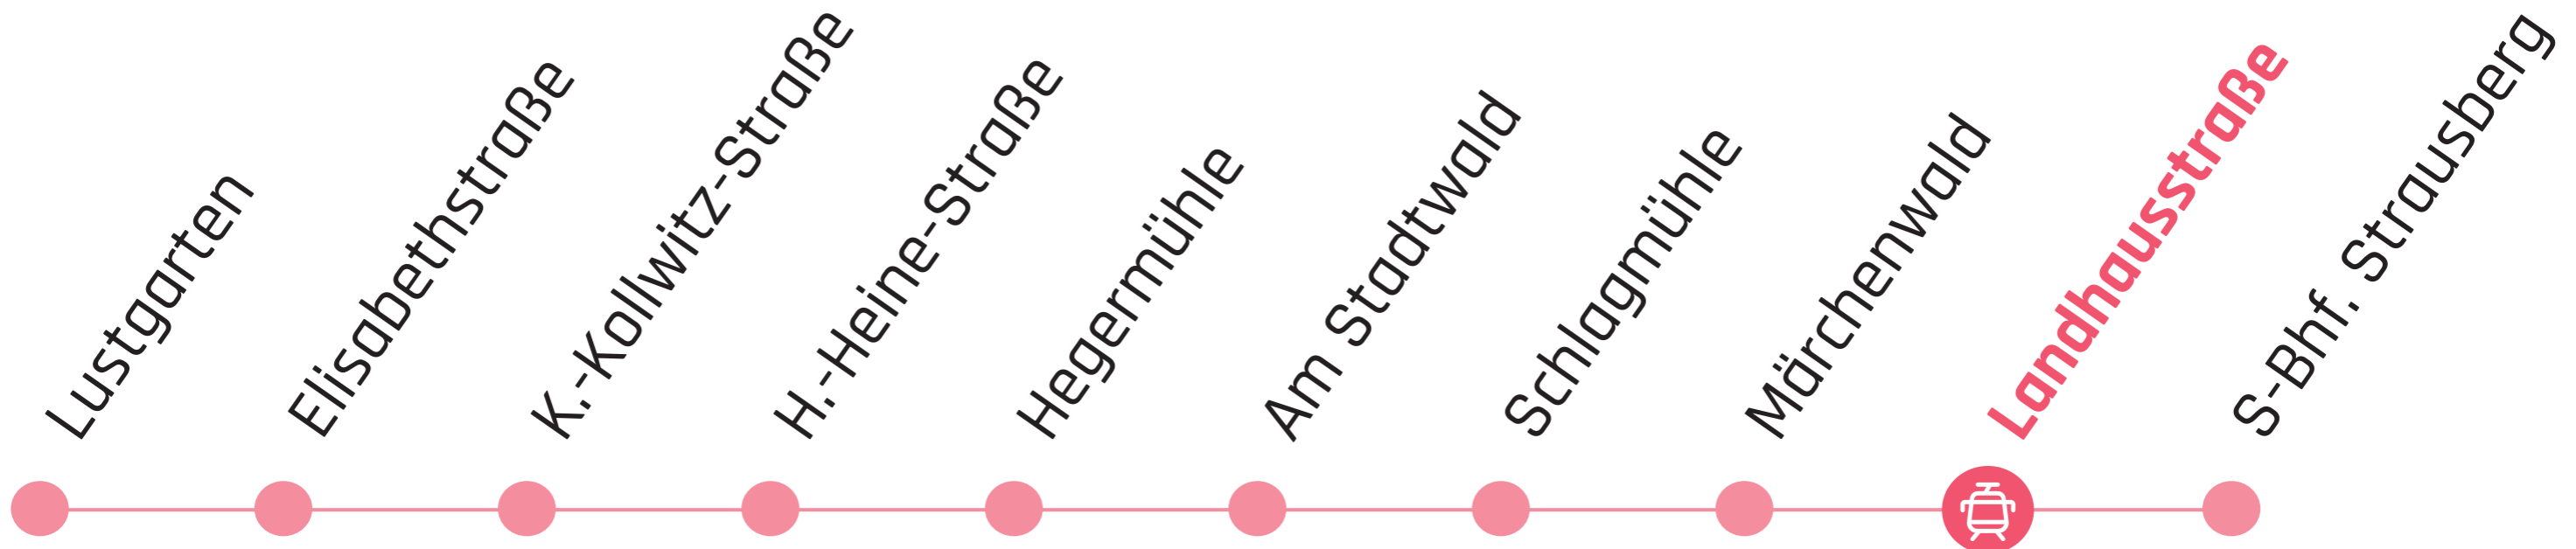 Lustgarten
Elisabethstraße
K.-Kollwitz-Straße
H.-Heine-Straße
Hegermühle
Am Stadtwald
Schlagmühle
Märchenwald
Landhausstraße
S-Bhf. Strausberg